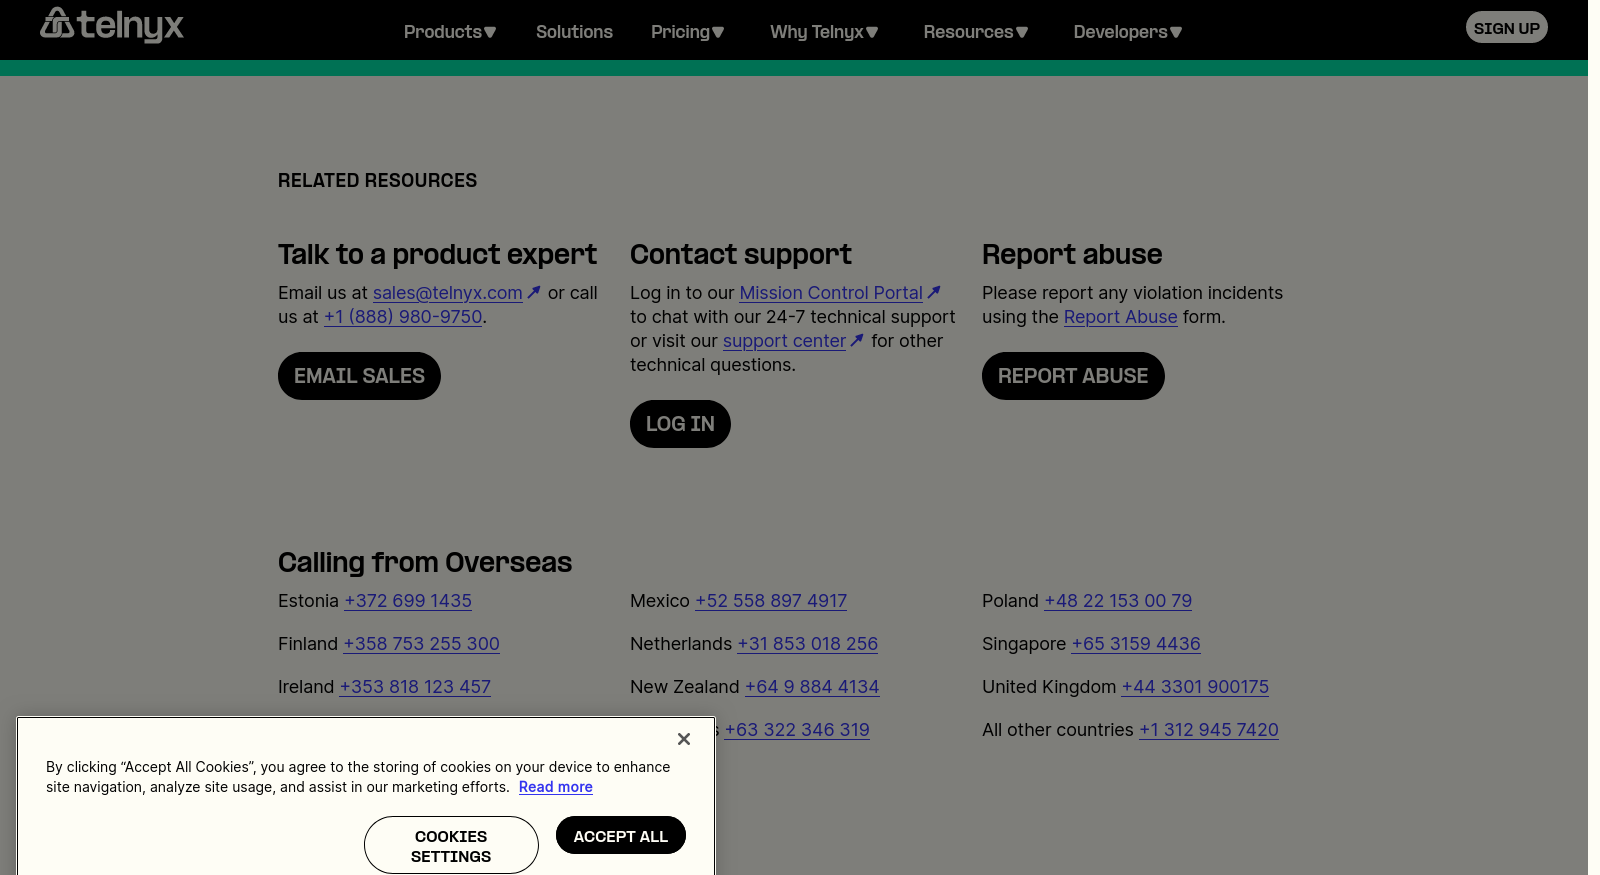 telnyx
Products Solutions Pricing Why Telnyx Resources Developers SIGN UP
RELATED RESOURCES
Talk to a product expert
Email us at sales@telnyx.com or call
us at +1 (888) 980-9750.
EMAIL SALES
Contact support
Log in to our Mission Control Portal
to chat with our 24-7 technical support
or visit our support center for other
technical questions.
LOG IN
Report abuse
Please report any violation incidents
using the Report Abuse form.
REPORT ABUSE
Calling from Overseas
Estonia +372 699 1435
Finland +358 753 255 300
Ireland +353 818 123 457
Mexico +52 558 897 4917
Netherlands +31 853 018 256
New Zealand +64 9 884 4134
+63 322 346 319
Poland +48 22 153 00 79
Singapore +65 3159 4436
United Kingdom +44 3301 900175
All other countries +1 312 945 7420
By clicking “Accept All Cookies”, you agree to the storing of cookies on your device to enhance
site navigation, analyze site usage, and assist in our marketing efforts. Read more
COOKIES
SETTINGS
ACCEPT ALL